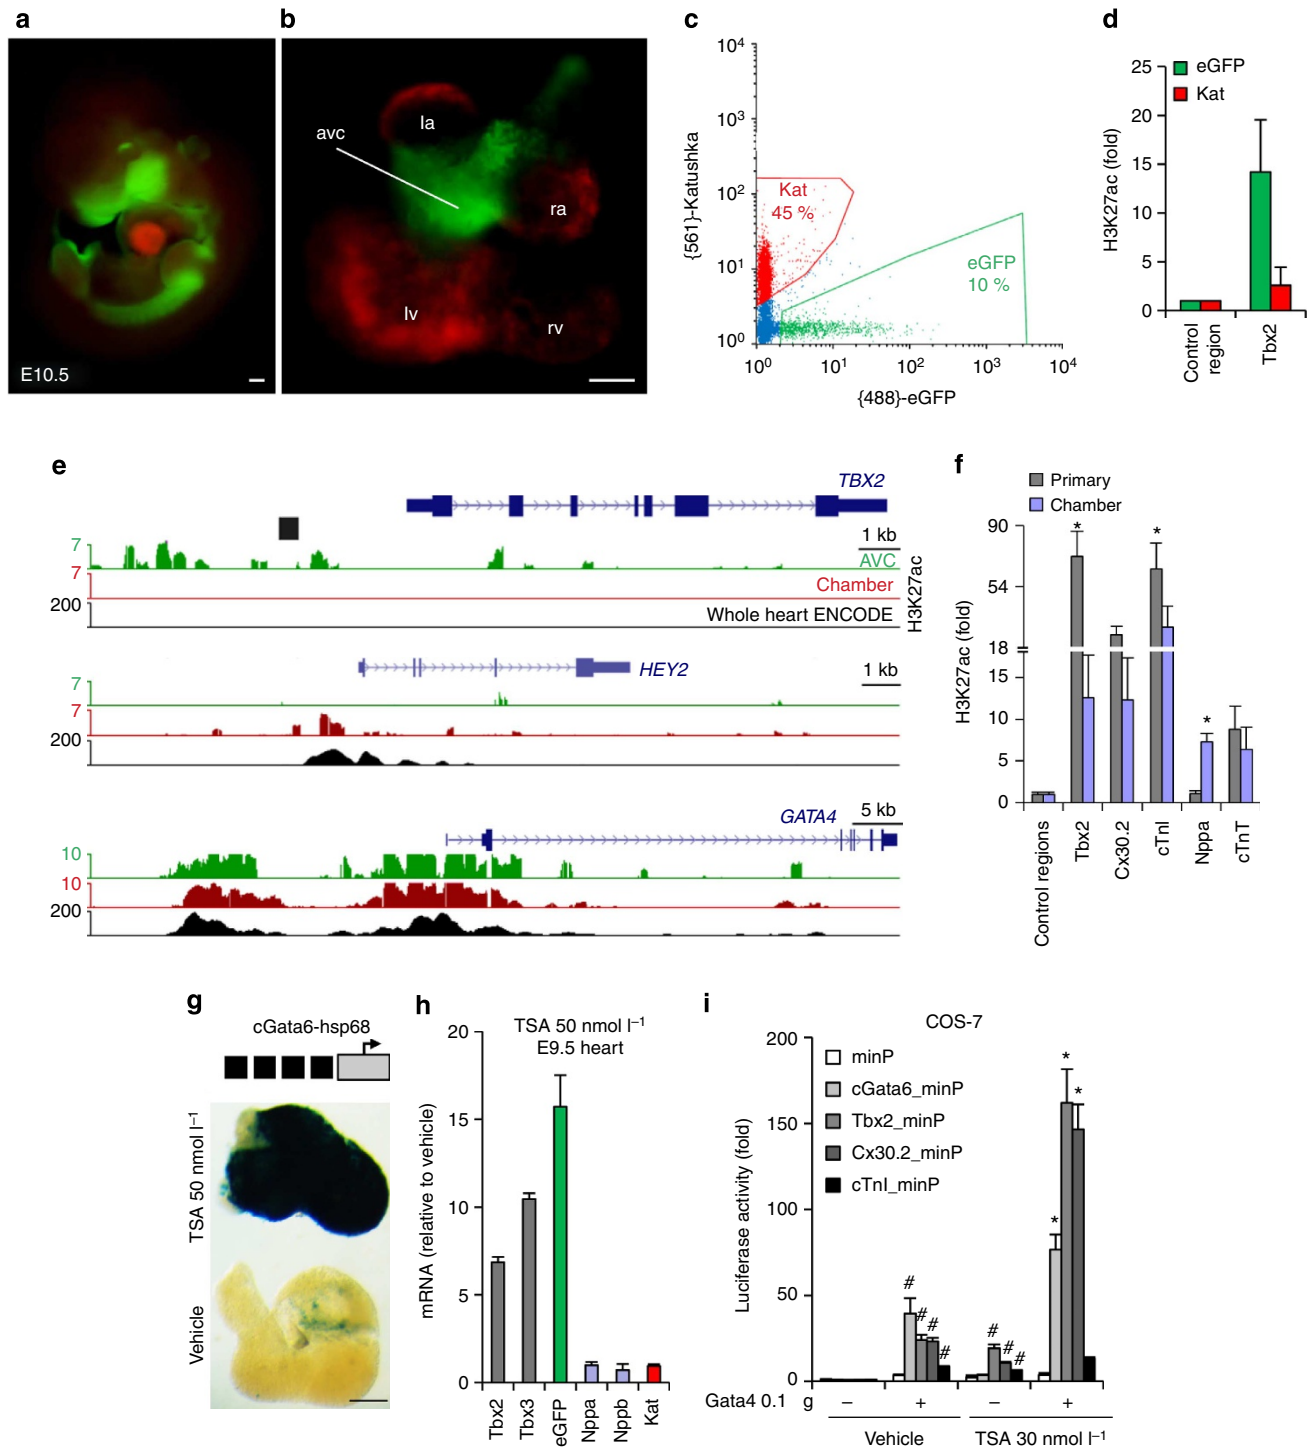 a
b
c
d
E10.5
avc
la
ra
lv
rv
{561}-Katushka
10⁴
10³
10²
10¹
10⁰
Kat
45 %
eGFP
10 %
10⁰ 10¹ 10² 10³ 10⁴
{488}-eGFP
H3K27ac (fold)
eGFP
Kat
25
20
15
10
5
0
Control region
Tbx2
e
TBX2
1 kb
7
AVC
7
Chamber
200
Whole heart ENCODE
H3K27ac
HEY2
1 kb
7
7
200
GATA4
5 kb
10
10
200
f
Primary
Chamber
H3K27ac (fold)
90
54
18
15
10
5
0
* * *
Control regions
Tbx2
Cx30.2
cTnI
Nppa
cTnT
g
cGata6-hsp68
TSA 50 nmol l⁻¹
Vehicle
h
TSA 50 nmol l⁻¹
E9.5 heart
mRNA (relative to vehicle)
20
15
10
5
0
Tbx2
Tbx3
eGFP
Nppa
Nppb
Kat
i
COS-7
Luciferase activity (fold)
200
150
100
50
0
minP
cGata6_minP
Tbx2_minP
Cx30.2_minP
cTnI_minP
# # # # # # # * * *
Gata4 0.1 g – + – +
Vehicle TSA 30 nmol l⁻¹